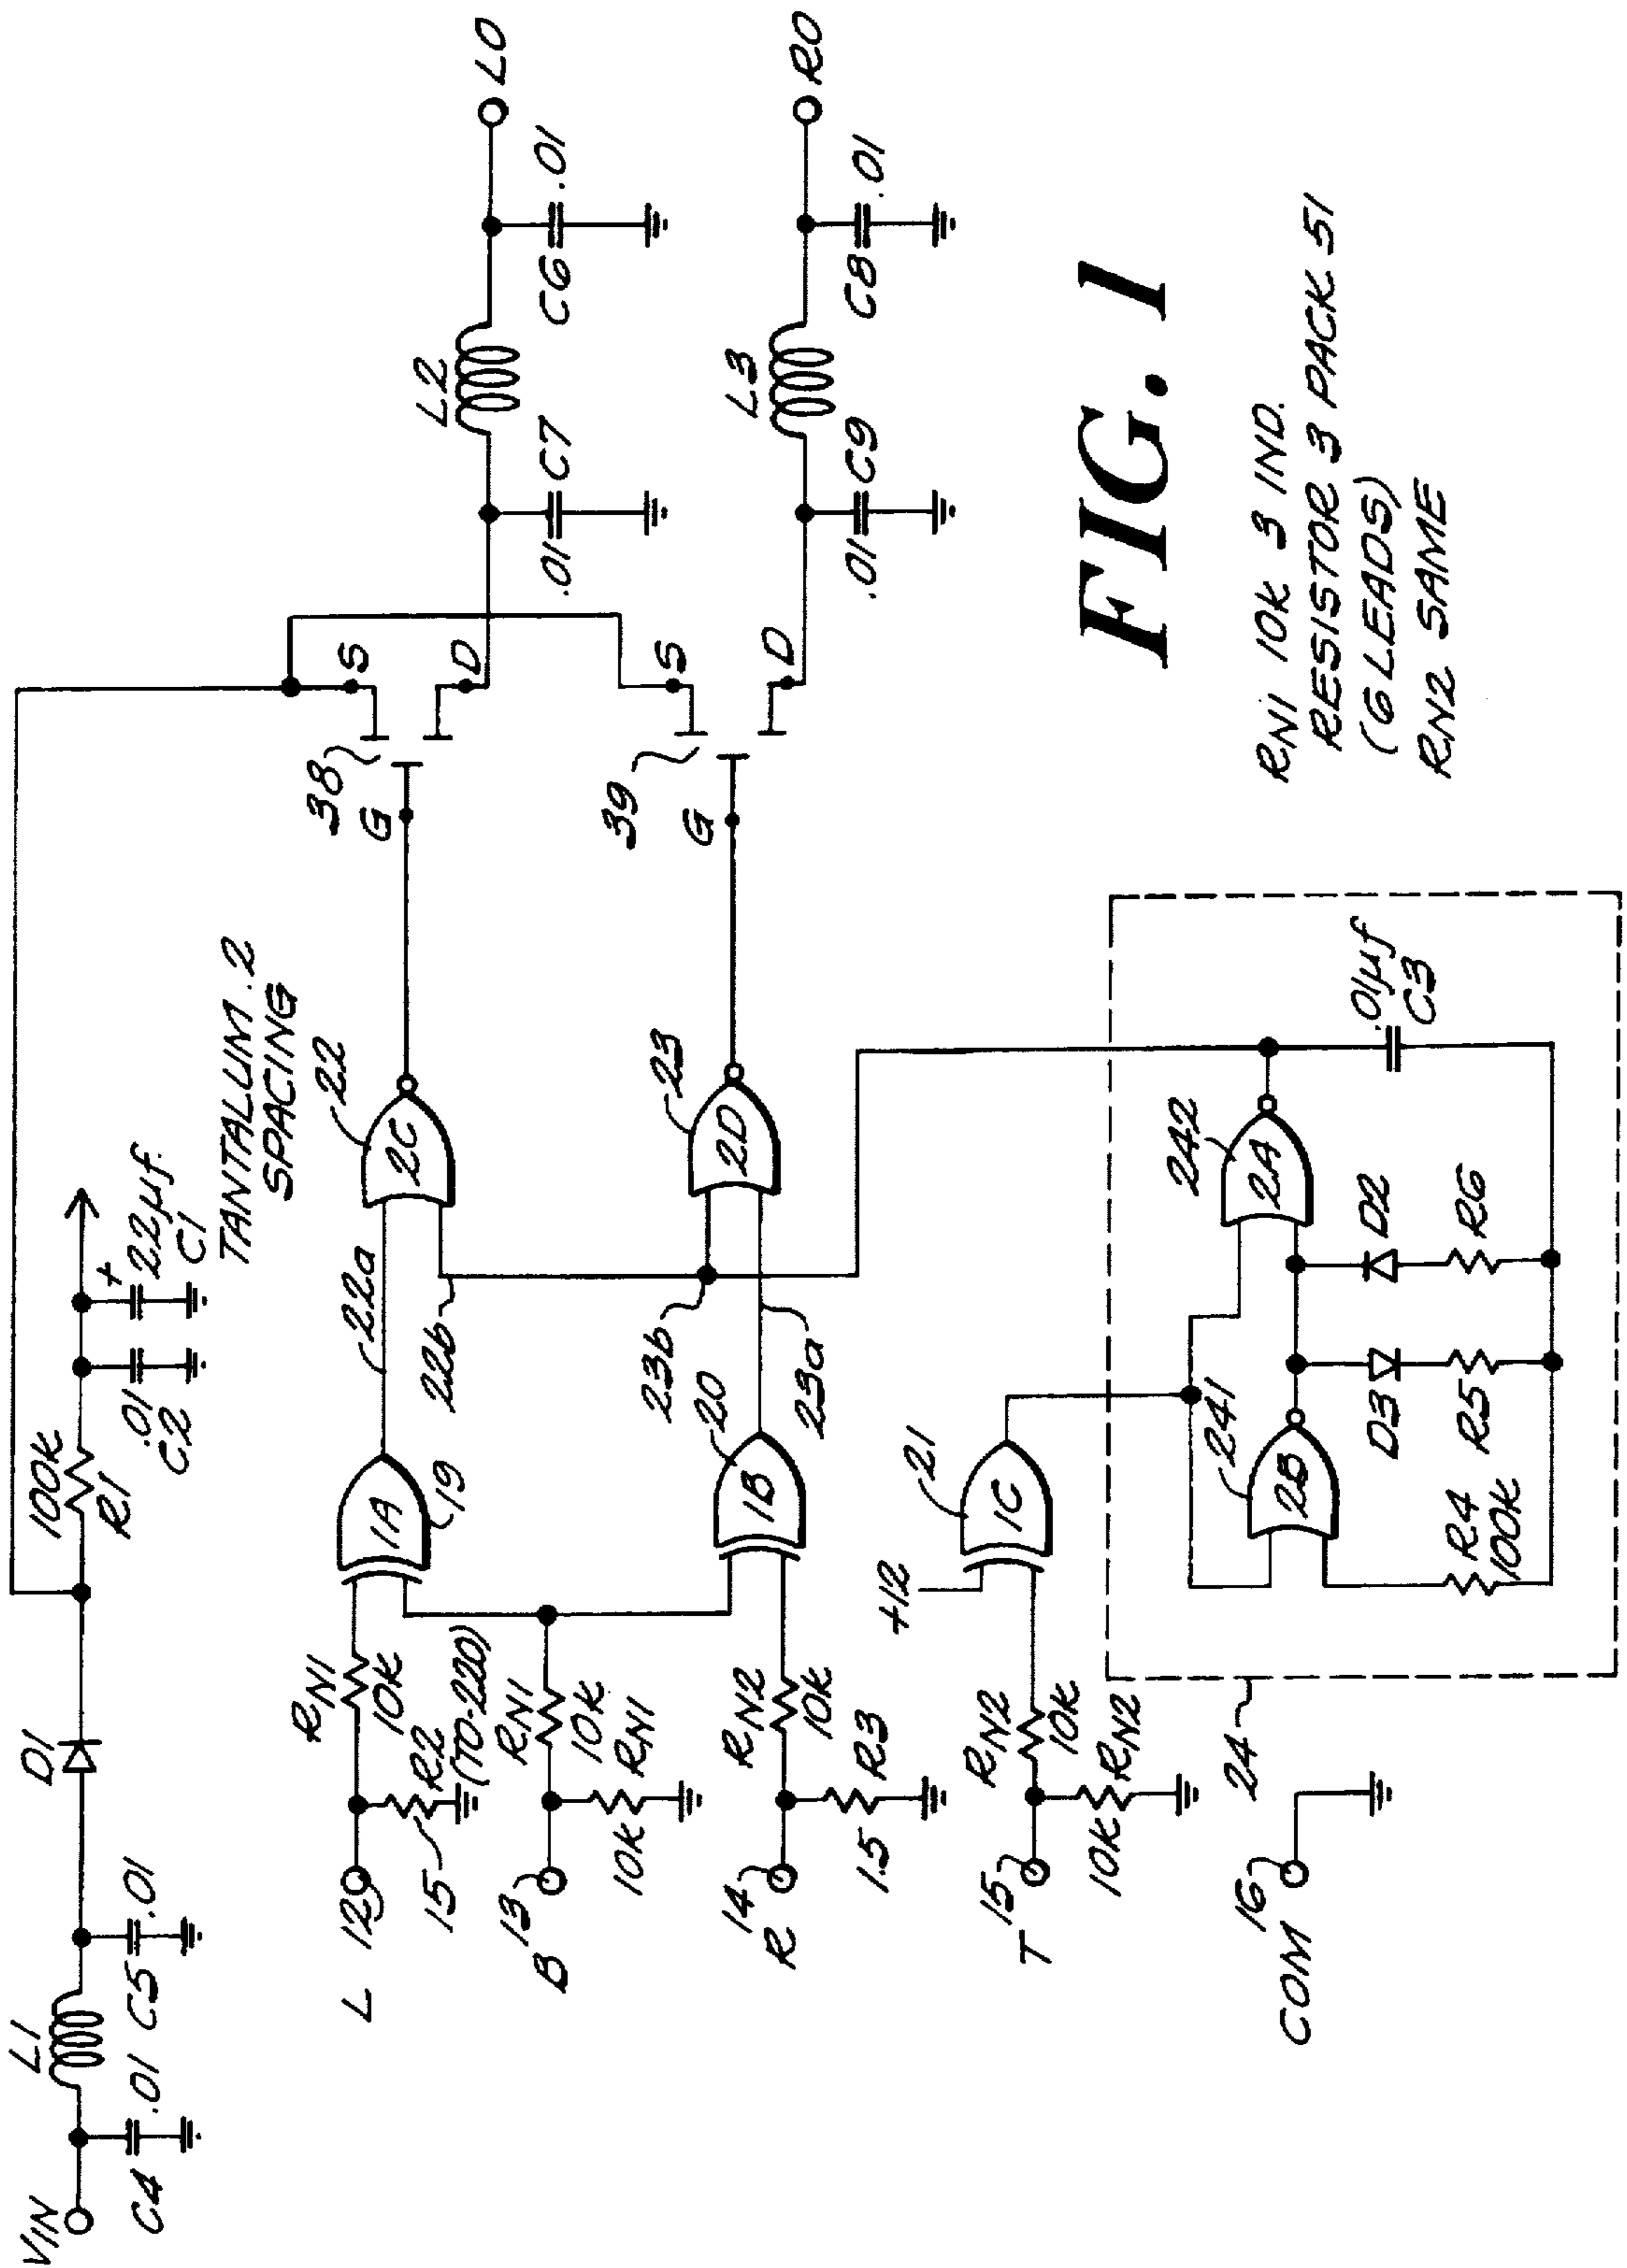 VIN
L1
C4 .01
C5 .01
D1
100K
R1
.01
C2
+
22µf.
C1
TANTALUM .2
SPACING
L
12
RN1
10K
15
R2
(TO-220)
1A
19
22a
22b
2C
22
38
S
G
D
.01
C7
L2
C6
.01
LO
13
B
RN1
10K
RN1
10K
14
R
RN2
10K
R3
1.5
1B
20
23b
23a
2D
23
39
S
G
D
.01
C9
L3
C8
.01
RO
15
T
RN2
10K
RN2
10K
+12
1C
21
16
COM
24
2B
241
R4
100K
D3
R5
D2
R6
2A
242
.01µf
C3
FIG. 1
RN1 10K 3 IND.
RESISTOR 3 PACK 51
(6 LEADS)
RN2 SAME